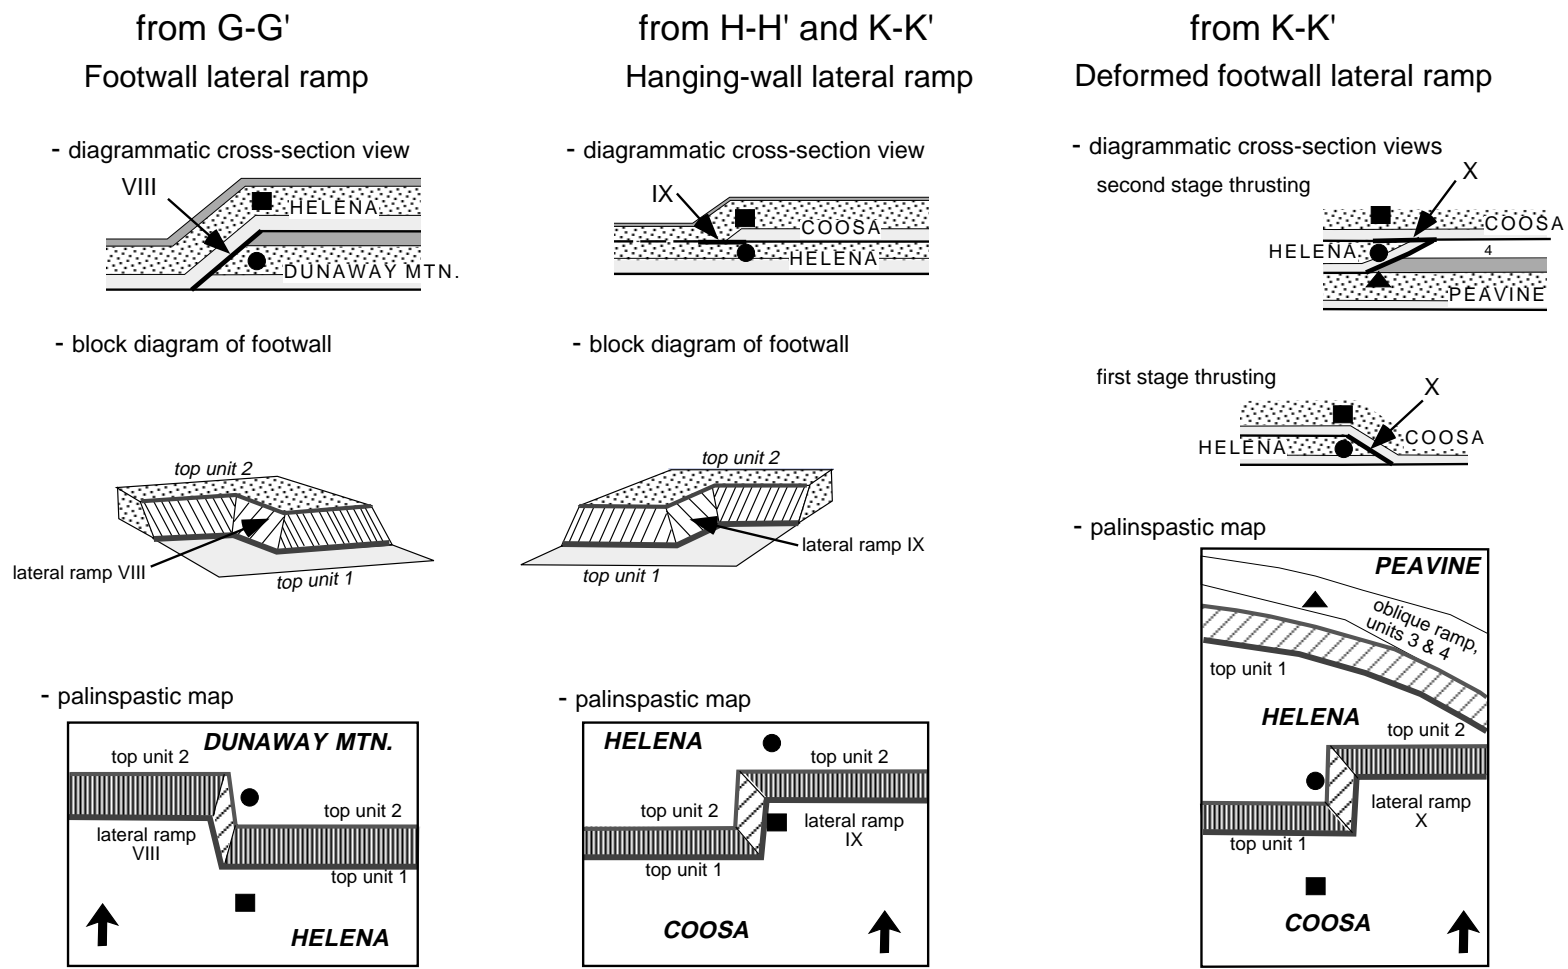 from G-G'
Footwall lateral ramp
- diagrammatic cross-section view
VIII
HELENA
DUNAWAY MTN.
- block diagram of footwall
top unit 2
lateral ramp VIII
top unit 1
- palinspastic map
DUNAWAY MTN.
top unit 2
top unit 2
lateral ramp
VIII
top unit 1
HELENA
from H-H' and K-K'
Hanging-wall lateral ramp
- diagrammatic cross-section view
IX
COOSA
HELENA
- block diagram of footwall
top unit 2
lateral ramp IX
top unit 1
- palinspastic map
HELENA
top unit 2
top unit 2
lateral ramp
IX
top unit 1
COOSA
from K-K'
Deformed footwall lateral ramp
- diagrammatic cross-section views
second stage thrusting
X
COOSA
HELENA
4
PEAVINE
first stage thrusting
X
HELENA
COOSA
- palinspastic map
PEAVINE
oblique ramp,
units 3 & 4
top unit 1
HELENA
top unit 2
lateral ramp
X
top unit 1
COOSA